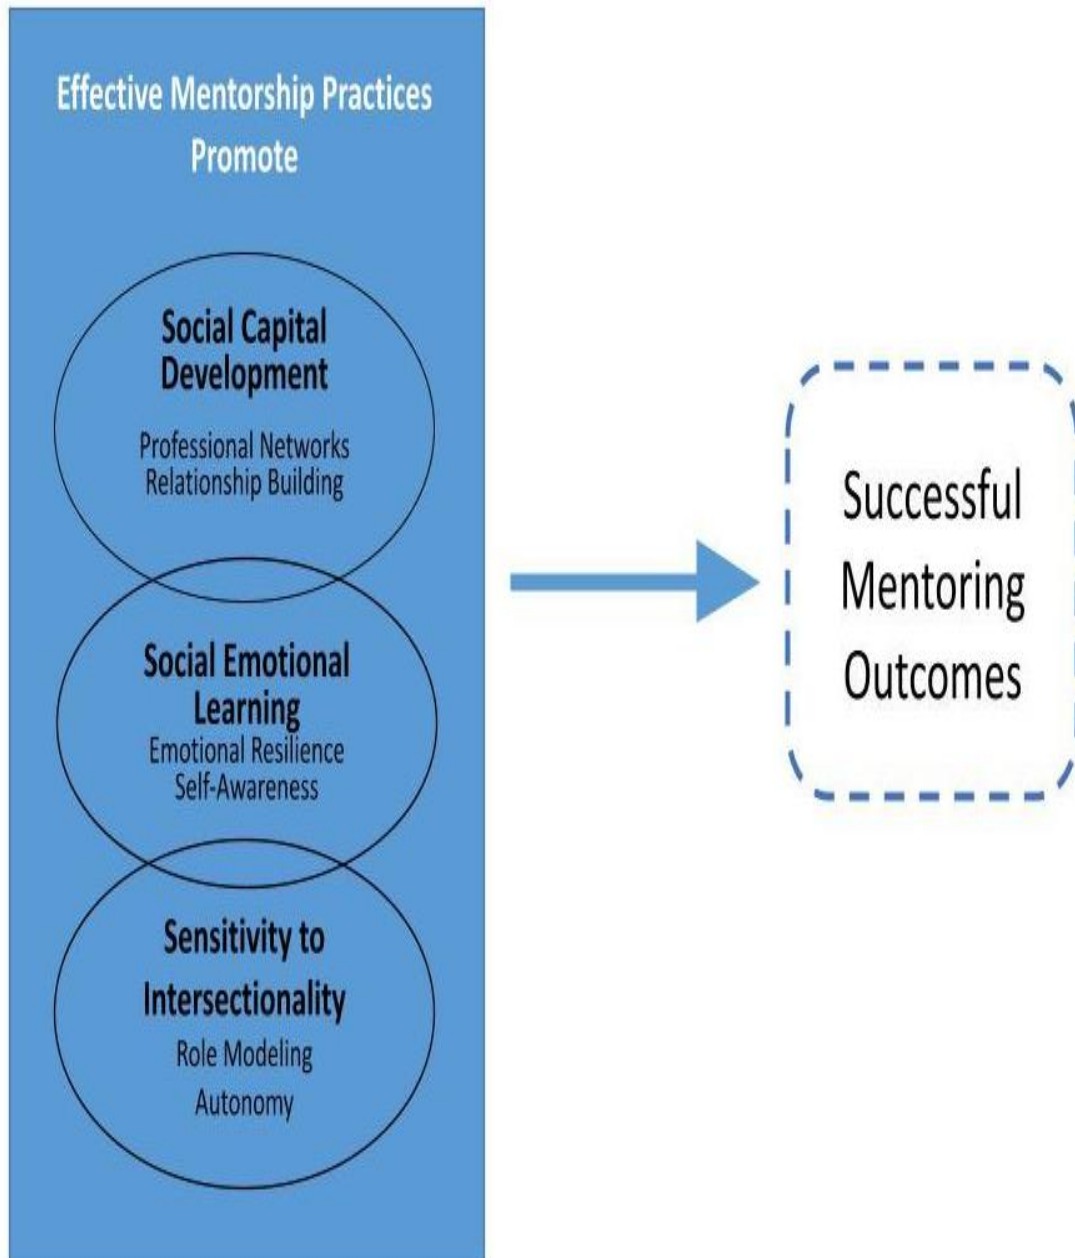 Effective Mentorship Practices
Promote
Social Capital
Development
Professional Networks
Relationship Building
Social Emotional
Learning
Emotional Resilience
Self-Awareness
Sensitivity to
Intersectionality
Role Modeling
Autonomy
Successful
Mentoring
Outcomes